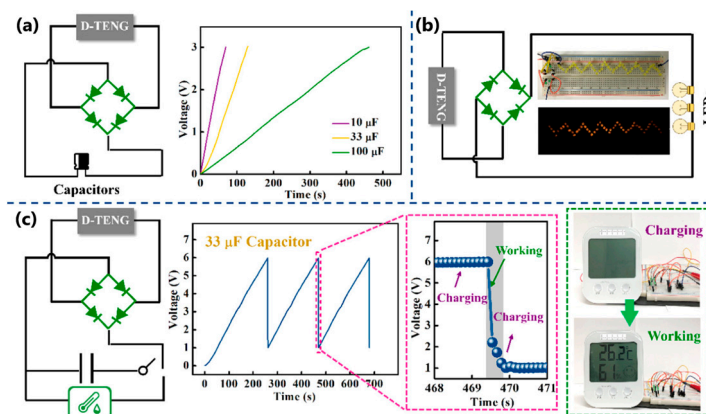 (a)
D-TENG
Capacitors
Voltage (V)
3
2
1
0
10 μF
33 μF
100 μF
0 100 200 300 400 500
Time (s)
(b)
D-TENG
LED
(c)
D-TENG
33 μF Capacitor
Voltage (V)
7
6
5
4
3
2
1
0
0 100 200 300 400 500 600 700 800
Time (s)
Voltage (V)
6
5
4
3
2
1
Working
Charging
Charging
468 469 470 471
Time (s)
Charging
Working
26.2c
61